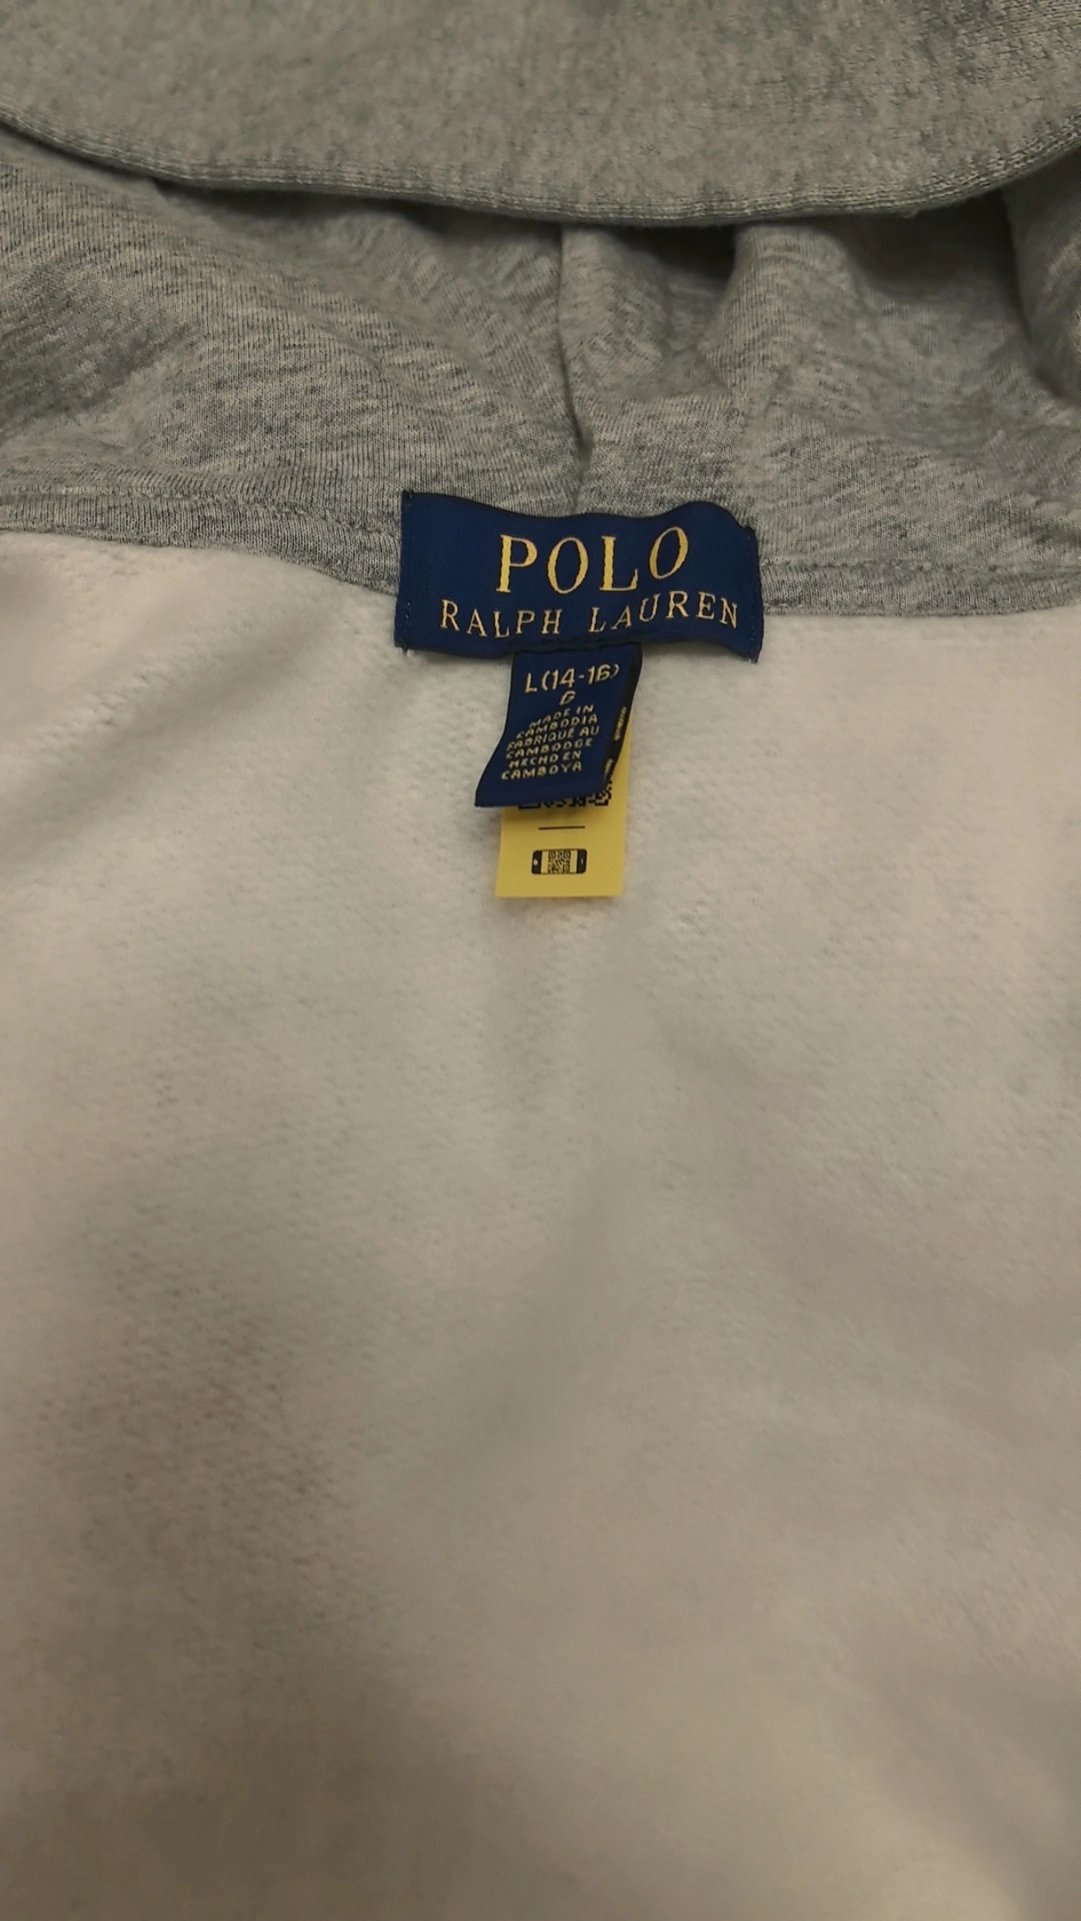 POLO
RALPH LAUREN
L(14-16)
G
MADE IN
CAMBODIA
FABRIQUÉ AU
CAMBODGE
HECHO EN
CAMBOYA